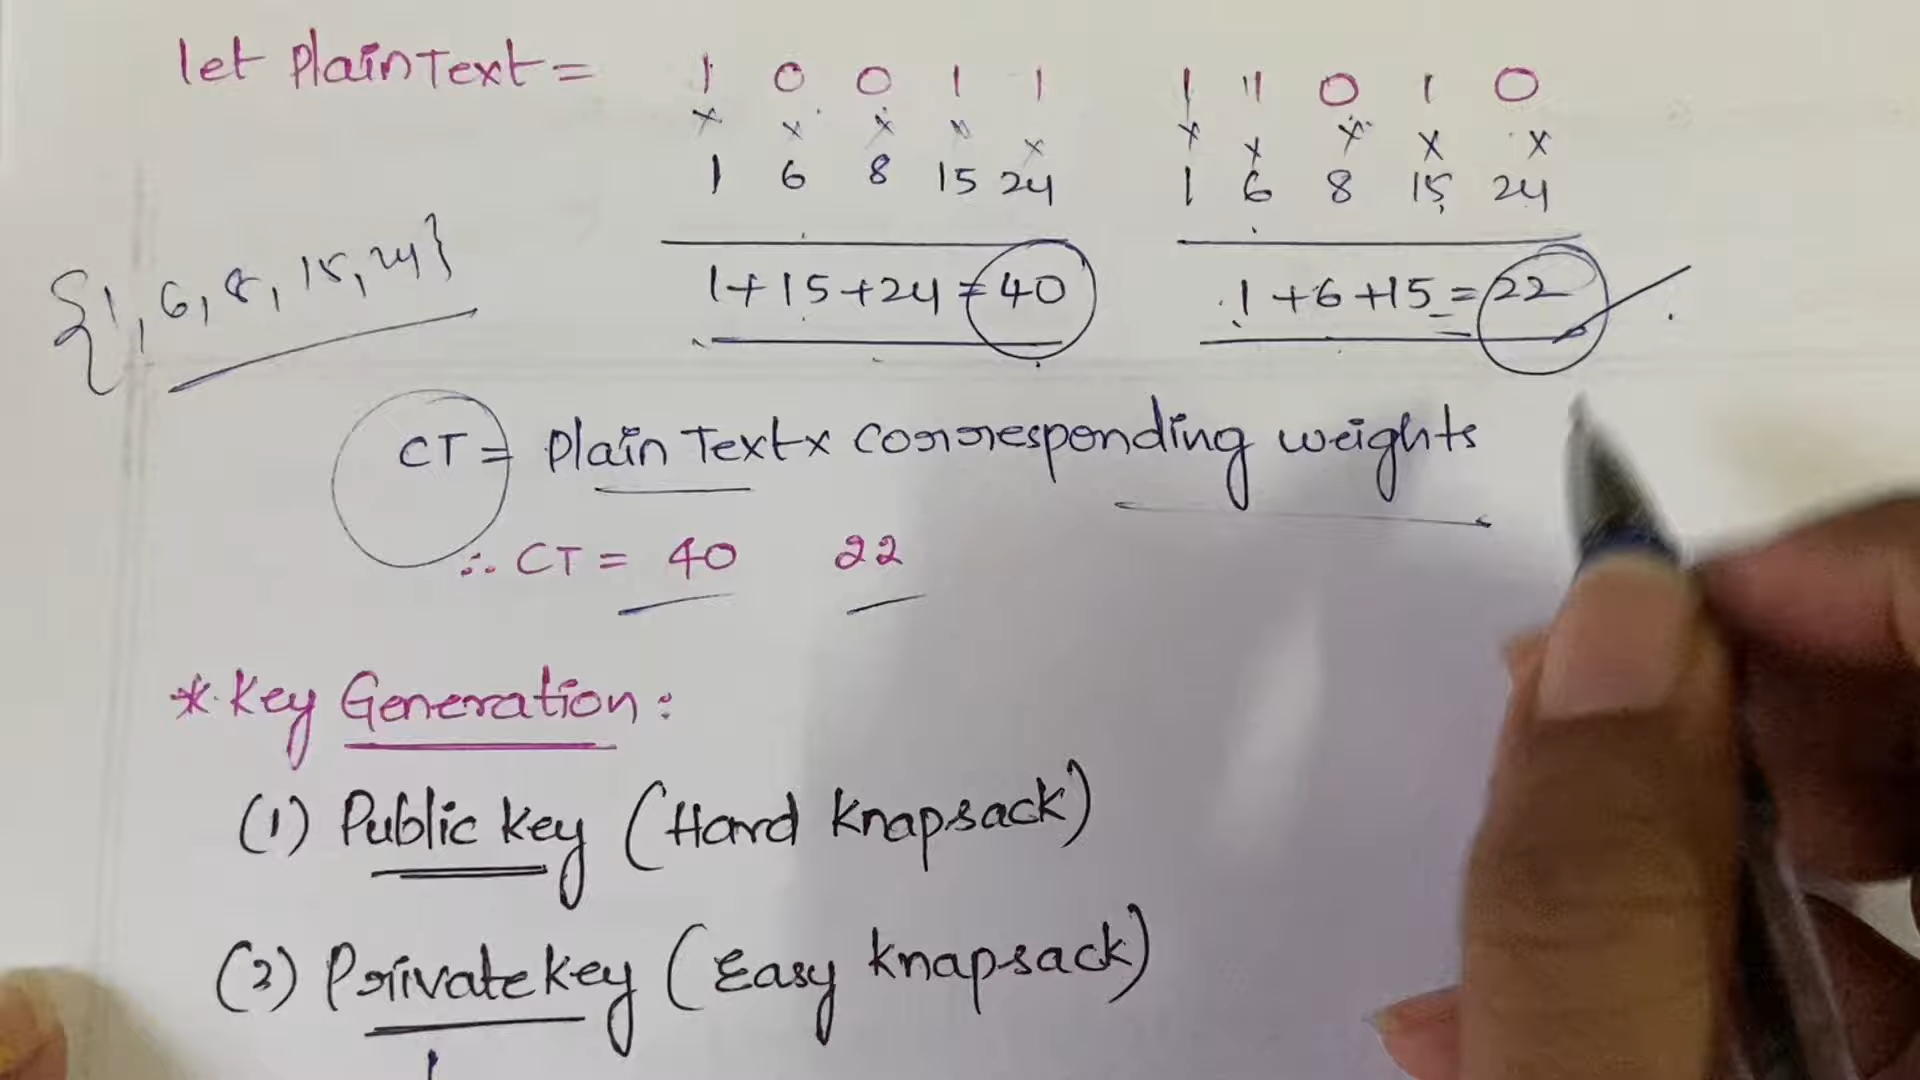 let PlainText = 1 0 0 1 1 1 1 0 1 0
x x x x x x x x x x
1 6 8 15 24 1 6 8 15 24
{1, 6, 8, 15, 24}
1+15+24=40 1+6+15=22
CT = Plain Text x corresponding weights
∴ CT = 40 22
* Key Generation:
(1) Public key (Hard knapsack)
(2) Private key (Easy knapsack)